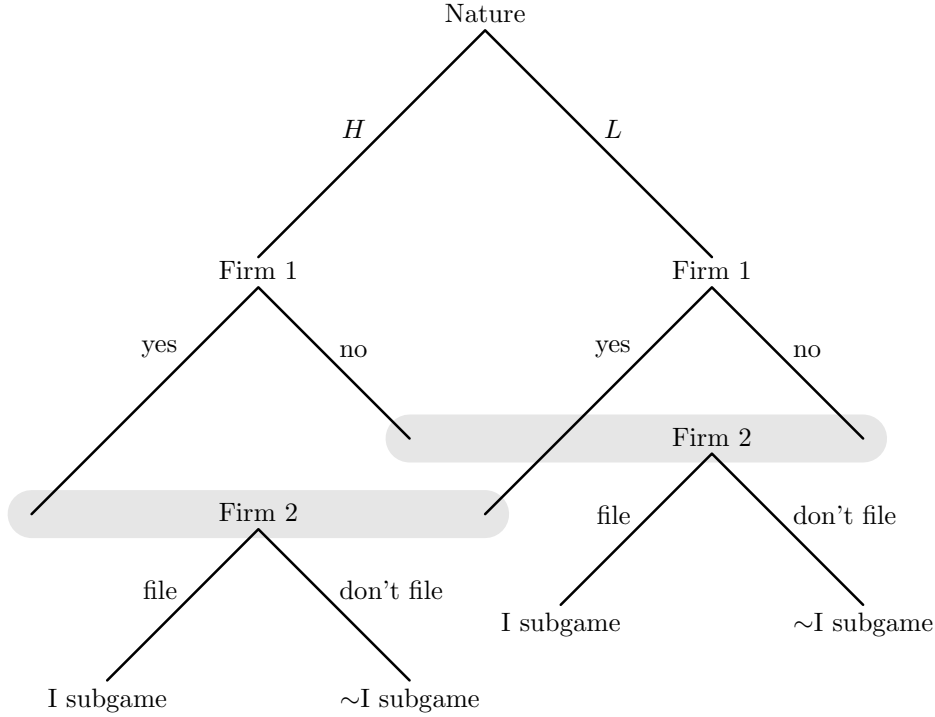 Nature
H
L
Firm 1
Firm 1
yes
no
yes
no
Firm 2
Firm 2
file
don't file
file
don't file
I subgame
~I subgame
I subgame
~I subgame